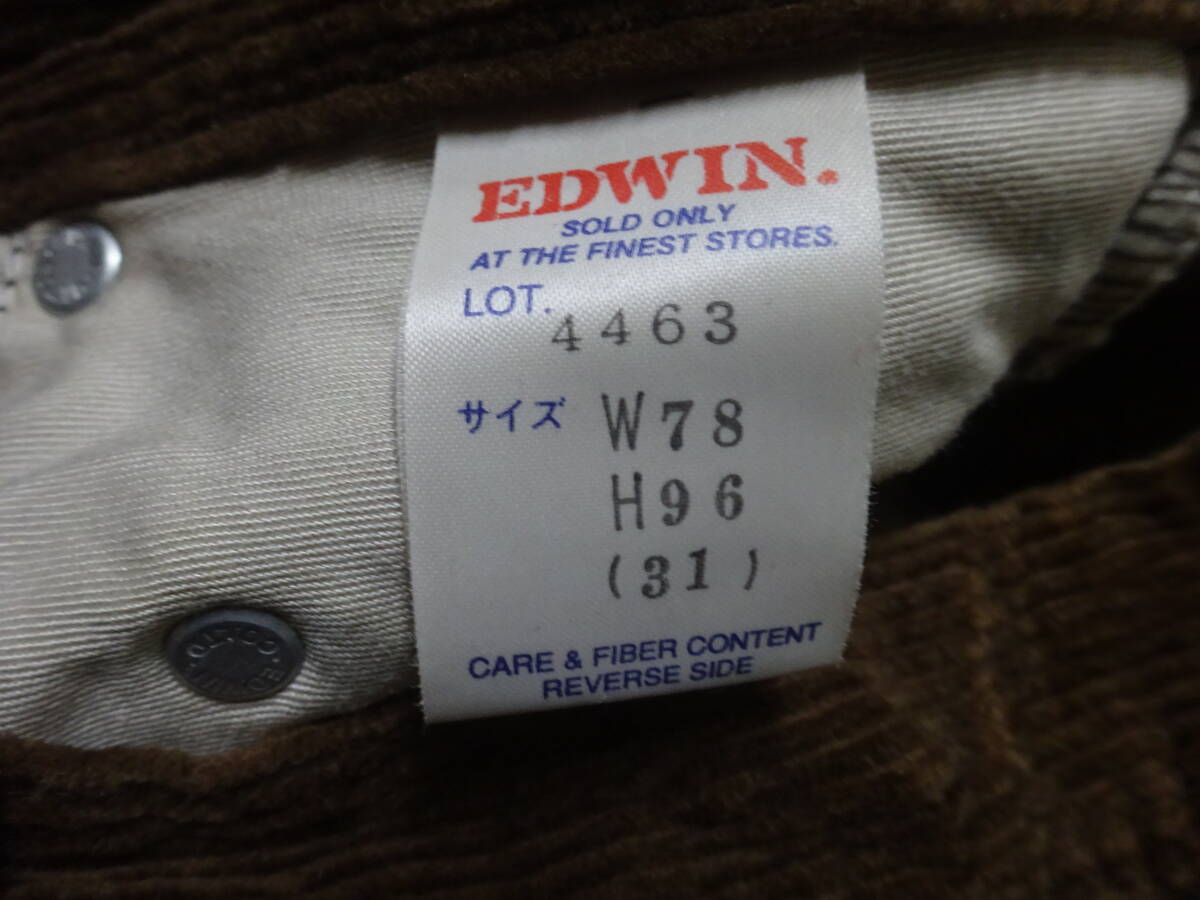 EDWIN.
SOLD ONLY
AT THE FINEST STORES.
LOT. 4463
サイズ W78
H96
(31)
CARE & FIBER CONTENT
REVERSE SIDE